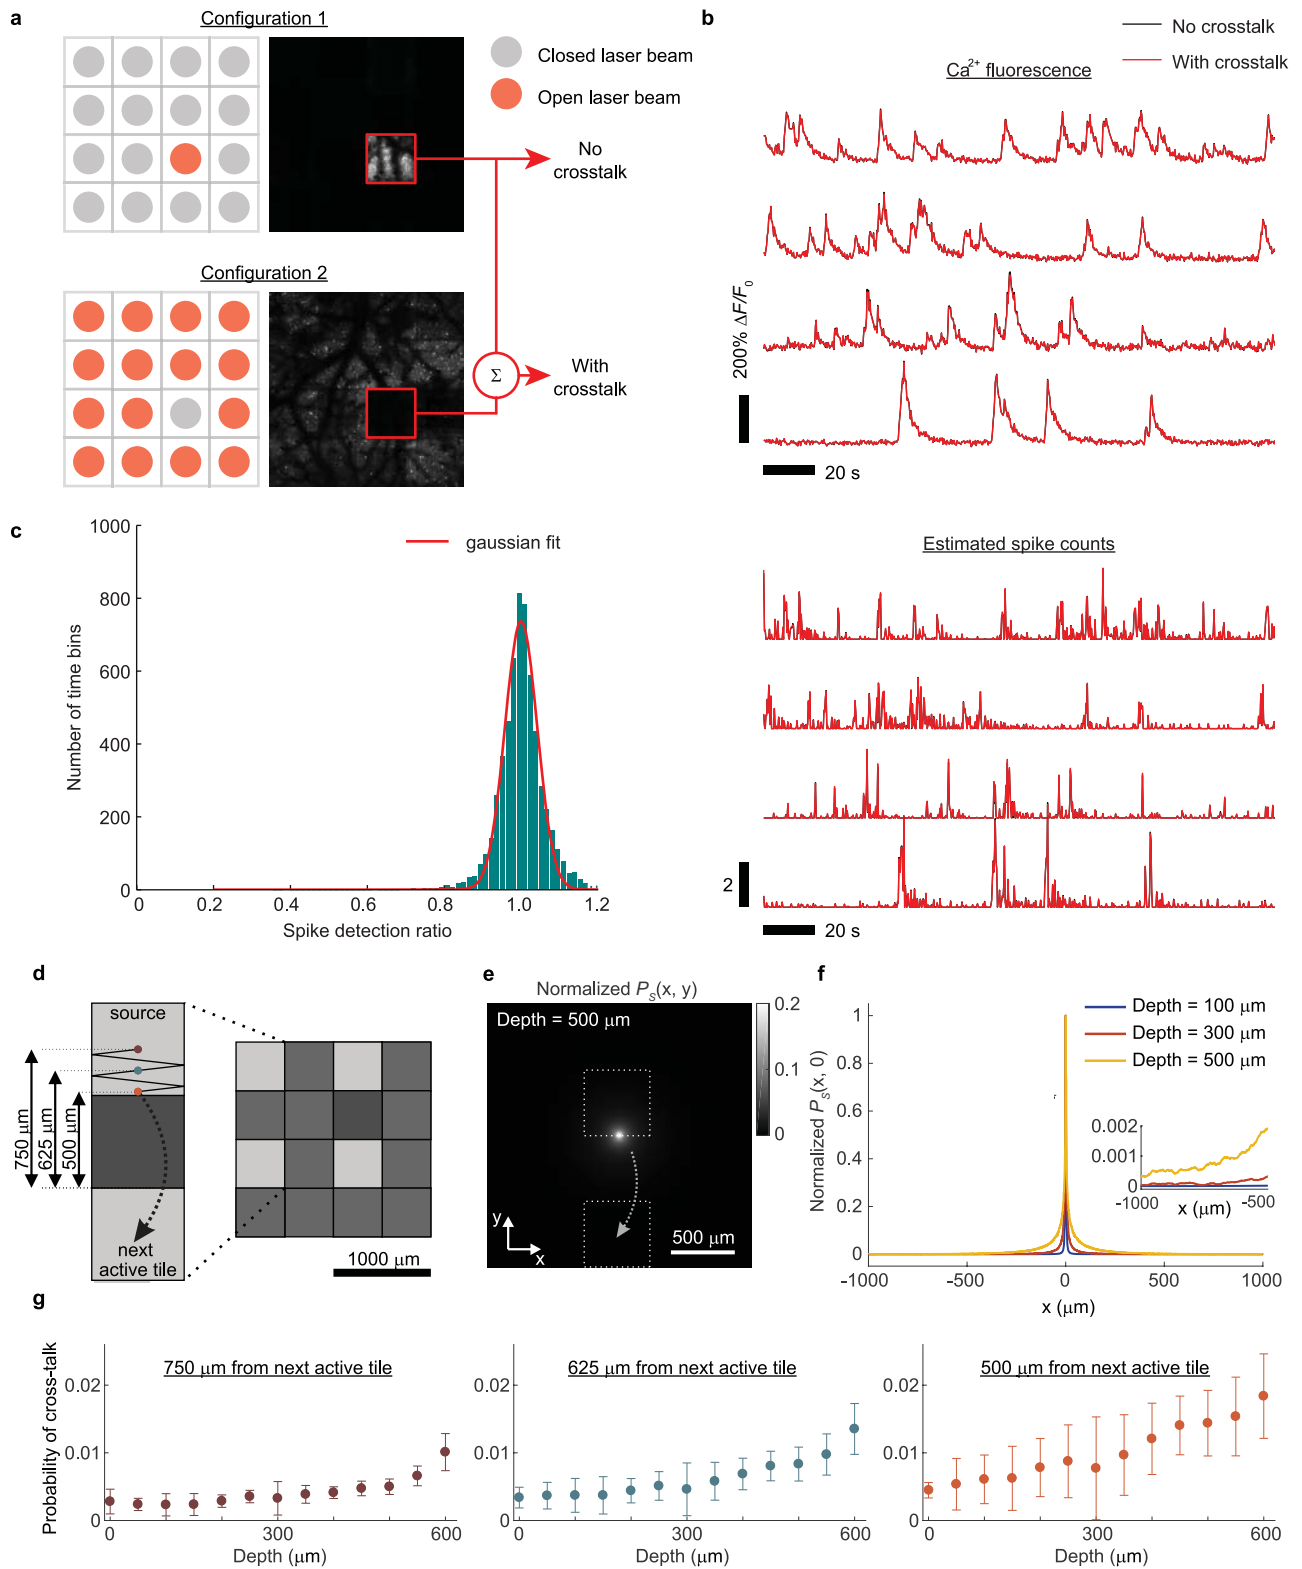 a
Configuration 1
Closed laser beam
Open laser beam
No
crosstalk
Configuration 2
Σ
With
crosstalk
b
No crosstalk
With crosstalk
Ca2+ fluorescence
200% ΔF/F0
20 s
Estimated spike counts
2
20 s
c
gaussian fit
Number of time bins
1000
800
600
400
200
0
0 0.2 0.4 0.6 0.8 1.0 1.2
Spike detection ratio
d
source
750 μm
625 μm
500 μm
next
active tile
1000 μm
e
Normalized PS(x, y)
Depth = 500 μm
0.2
0.1
0
y
x
500 μm
f
Normalized PS(x, 0)
1
0.8
0.6
0.4
0.2
0
-1000 -500 0 500 1000
x (μm)
Depth = 100 μm
Depth = 300 μm
Depth = 500 μm
0.002
0.001
0
-1000 -500
x (μm)
g
Probability of cross-talk
750 μm from next active tile
0.02
0.01
0
0 300 600
Depth (μm)
625 μm from next active tile
0.02
0.01
0
0 300 600
Depth (μm)
500 μm from next active tile
0.02
0.01
0
0 300 600
Depth (μm)